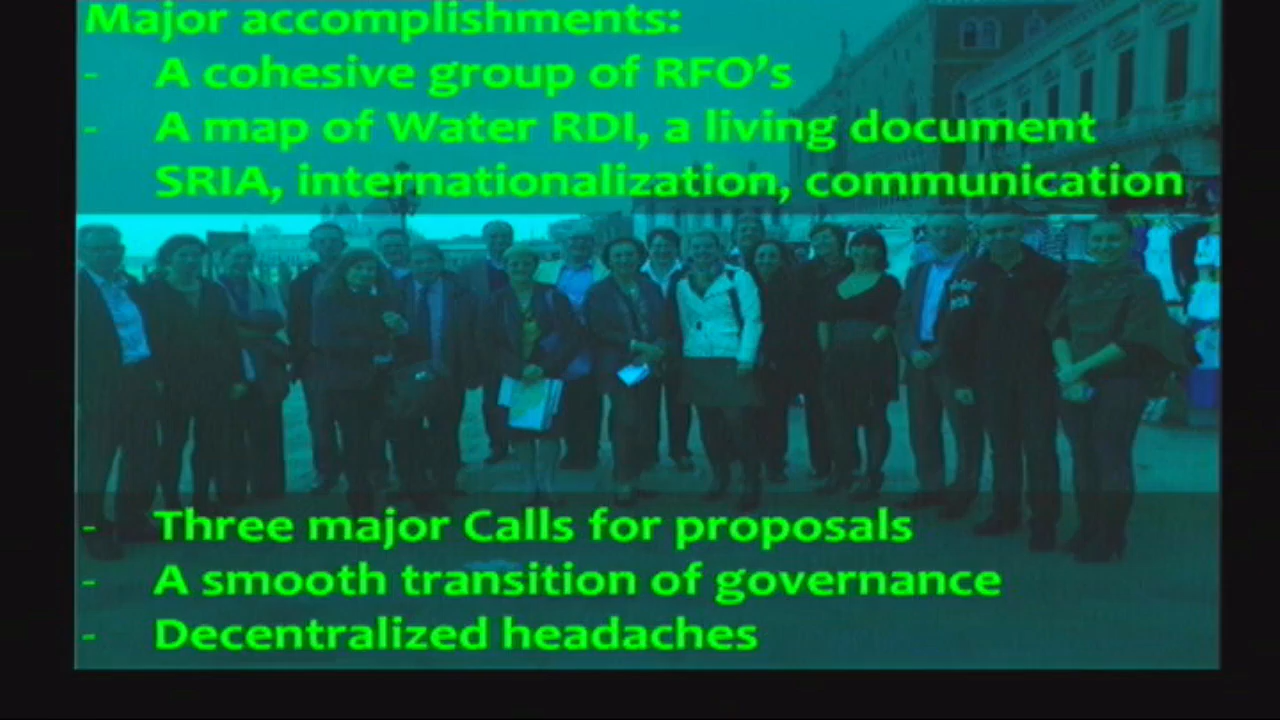 Major accomplishments:
- A cohesive group of RFO's
- A map of Water RDI, a living document
SRIA, internationalization, communication
- Three major Calls for proposals
- A smooth transition of governance
- Decentralized headaches